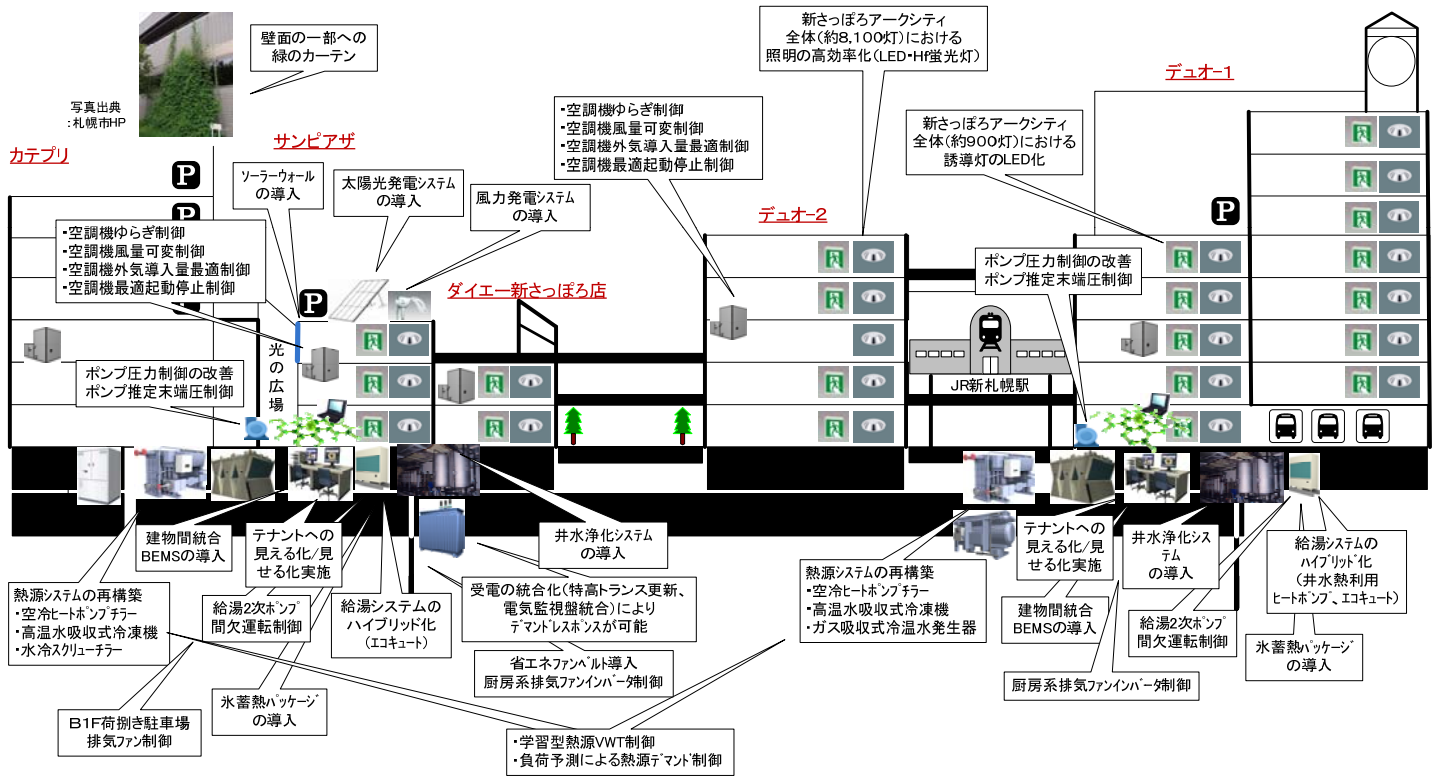 壁面の一部への
緑のカーテン
写真出典
：札幌市HP
新さっぽろアークシティ
全体(約8,100灯)における
照明の高効率化(LED・Hf蛍光灯)
デュオ-1
カテプリ
サンピアザ
・空調機ゆらぎ制御
・空調機風量可変制御
・空調機外気導入量最適制御
・空調機最適起動停止制御
新さっぽろアークシティ
全体(約900灯)における
誘導灯のLED化
P
P
P
ソーラーウォール
の導入
太陽光発電システム
の導入
風力発電システム
の導入
デュオ-2
P
・空調機ゆらぎ制御
・空調機風量可変制御
・空調機外気導入量最適制御
・空調機最適起動停止制御
P
ダイエー新さっぽろ店
ポンプ圧力制御の改善
ポンプ推定末端圧制御
光の広場
ポンプ圧力制御の改善
ポンプ推定末端圧制御
JR新札幌駅
建物間統合
BEMSの導入
テナントへの
見える化/見
せる化実施
井水浄化システム
の導入
テナントへの
見える化/見
せる化実施
井水浄化シス
テム
の導入
給湯システムの
ハイブリッド化
(井水熱利用
ヒートポンプ、エコキュート)
熱源システムの再構築
・空冷ヒートポンプチラー
・高温水吸収式冷凍機
・水冷スクリューチラー
給湯2次ポンプ
間欠運転制御
給湯システムの
ハイブリッド化
(エコキュート)
受電の統合化(特高トランス更新、
電気監視盤統合)により
デマンドレスポンスが可能
熱源システムの再構築
・空冷ヒートポンプチラー
・高温水吸収式冷凍機
・ガス吸収式冷温水発生器
建物間統合
BEMSの導入
給湯2次ポンプ
間欠運転制御
氷蓄熱パッケージ
の導入
省エネファンベルト導入
厨房系排気ファンインバータ制御
厨房系排気ファンインバータ制御
氷蓄熱パッケージ
の導入
B1F荷捌き駐車場
排気ファン制御
・学習型熱源VWT制御
・負荷予測による熱源デマンド制御